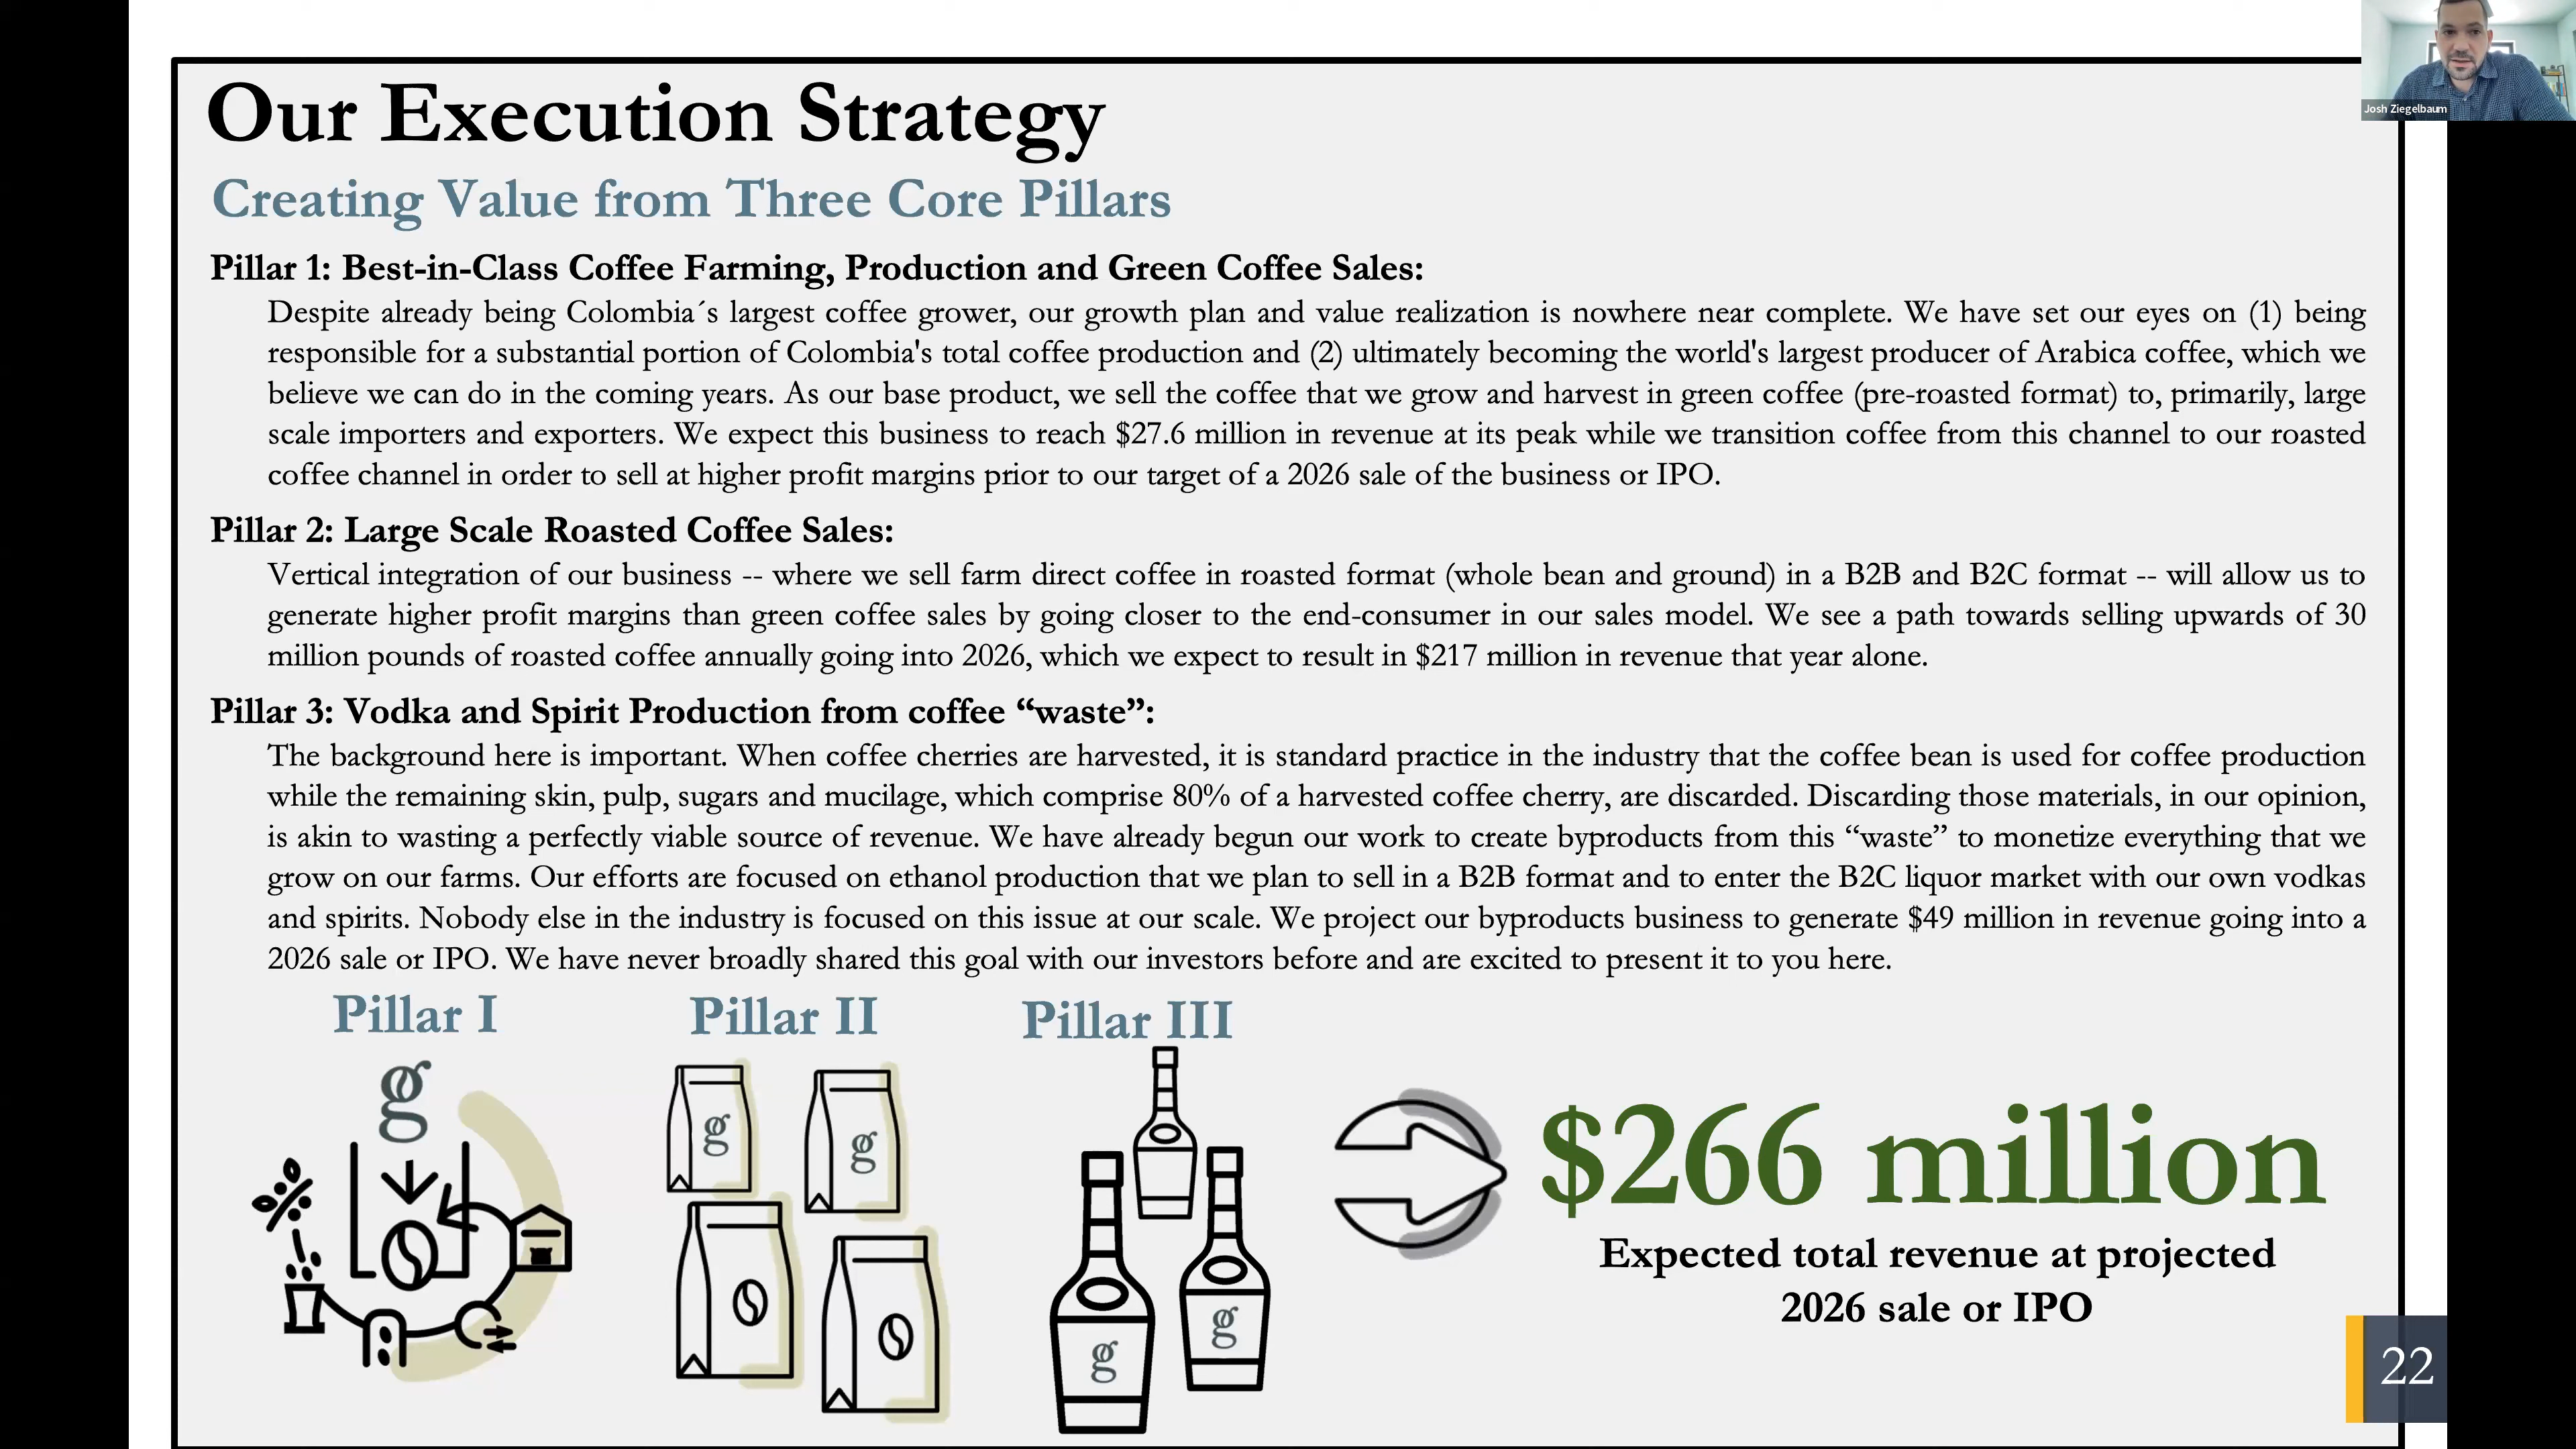 Josh Ziegelbaum
Our Execution Strategy
Creating Value from Three Core Pillars
Pillar 1: Best-in-Class Coffee Farming, Production and Green Coffee Sales:
Despite already being Colombia´s largest coffee grower, our growth plan and value realization is nowhere near complete. We have set our eyes on (1) being
responsible for a substantial portion of Colombia's total coffee production and (2) ultimately becoming the world's largest producer of Arabica coffee, which we
believe we can do in the coming years. As our base product, we sell the coffee that we grow and harvest in green coffee (pre-roasted format) to, primarily, large
scale importers and exporters. We expect this business to reach $27.6 million in revenue at its peak while we transition coffee from this channel to our roasted
coffee channel in order to sell at higher profit margins prior to our target of a 2026 sale of the business or IPO.
Pillar 2: Large Scale Roasted Coffee Sales:
Vertical integration of our business -- where we sell farm direct coffee in roasted format (whole bean and ground) in a B2B and B2C format -- will allow us to
generate higher profit margins than green coffee sales by going closer to the end-consumer in our sales model. We see a path towards selling upwards of 30
million pounds of roasted coffee annually going into 2026, which we expect to result in $217 million in revenue that year alone.
Pillar 3: Vodka and Spirit Production from coffee “waste”:
The background here is important. When coffee cherries are harvested, it is standard practice in the industry that the coffee bean is used for coffee production
while the remaining skin, pulp, sugars and mucilage, which comprise 80% of a harvested coffee cherry, are discarded. Discarding those materials, in our opinion,
is akin to wasting a perfectly viable source of revenue. We have already begun our work to create byproducts from this “waste” to monetize everything that we
grow on our farms. Our efforts are focused on ethanol production that we plan to sell in a B2B format and to enter the B2C liquor market with our own vodkas
and spirits. Nobody else in the industry is focused on this issue at our scale. We project our byproducts business to generate $49 million in revenue going into a
2026 sale or IPO. We have never broadly shared this goal with our investors before and are excited to present it to you here.
Pillar I
Pillar II
Pillar III
g
g
g
g
g
$266 million
Expected total revenue at projected
2026 sale or IPO
22